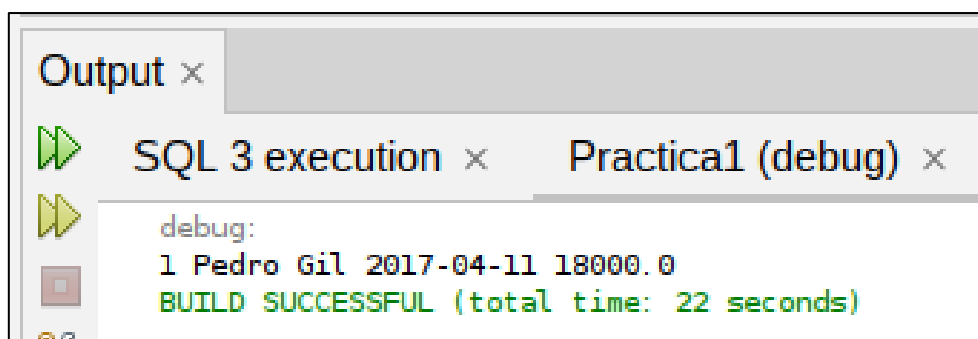 Output
SQL 3 execution Practica1 (debug)
debug:
1 Pedro Gil 2017-04-11 18000.0
BUILD SUCCESSFUL (total time: 22 seconds)